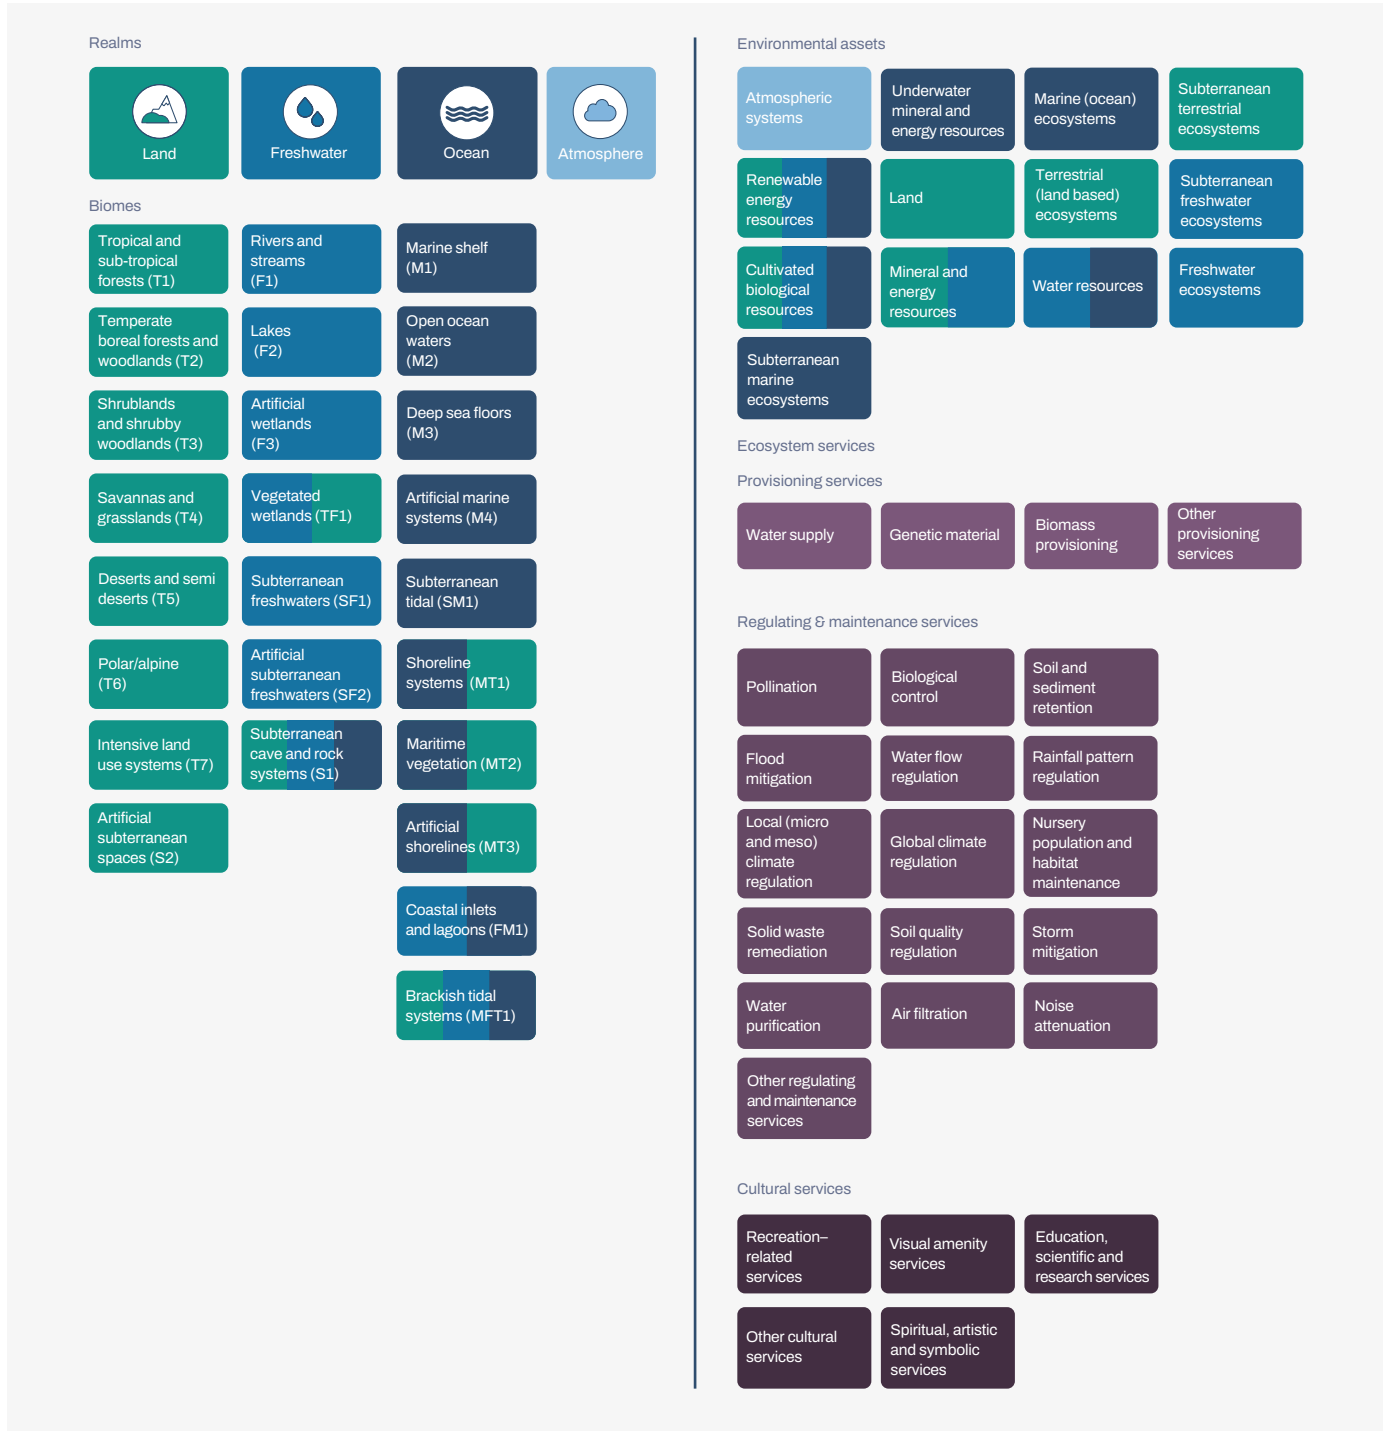 Realms
Land
Freshwater
Ocean
Atmosphere
Biomes
Tropical and
sub-tropical
forests (T1)
Rivers and
streams
(F1)
Marine shelf
(M1)
Temperate
boreal forests and
woodlands (T2)
Lakes
(F2)
Open ocean
waters
(M2)
Shrublands
and shrubby
woodlands (T3)
Artificial
wetlands
(F3)
Deep sea floors
(M3)
Savannas and
grasslands (T4)
Vegetated
wetlands (TF1)
Artificial marine
systems (M4)
Deserts and semi
deserts (T5)
Subterranean
freshwaters (SF1)
Subterranean
tidal (SM1)
Polar/alpine
(T6)
Artificial
subterranean
freshwaters (SF2)
Shoreline
systems (MT1)
Intensive land
use systems (T7)
Subterranean
cave and rock
systems (S1)
Maritime
vegetation (MT2)
Artificial
subterranean
spaces (S2)
Artificial
shorelines (MT3)
Coastal inlets
and lagoons (FM1)
Brackish tidal
systems (MFT1)
Environmental assets
Atmospheric
systems
Underwater
mineral and
energy resources
Marine (ocean)
ecosystems
Subterranean
terrestrial
ecosystems
Renewable
energy
resources
Land
Terrestrial
(land based)
ecosystems
Subterranean
freshwater
ecosystems
Cultivated
biological
resources
Mineral and
energy
resources
Water resources
Freshwater
ecosystems
Subterranean
marine
ecosystems
Ecosystem services
Provisioning services
Water supply
Genetic material
Biomass
provisioning
Other
provisioning
services
Regulating & maintenance services
Pollination
Biological
control
Soil and
sediment
retention
Flood
mitigation
Water flow
regulation
Rainfall pattern
regulation
Local (micro
and meso)
climate
regulation
Global climate
regulation
Nursery
population and
habitat
maintenance
Solid waste
remediation
Soil quality
regulation
Storm
mitigation
Water
purification
Air filtration
Noise
attenuation
Other regulating
and maintenance
services
Cultural services
Recreation–
related
services
Visual amenity
services
Education,
scientific and
research services
Other cultural
services
Spiritual, artistic
and symbolic
services